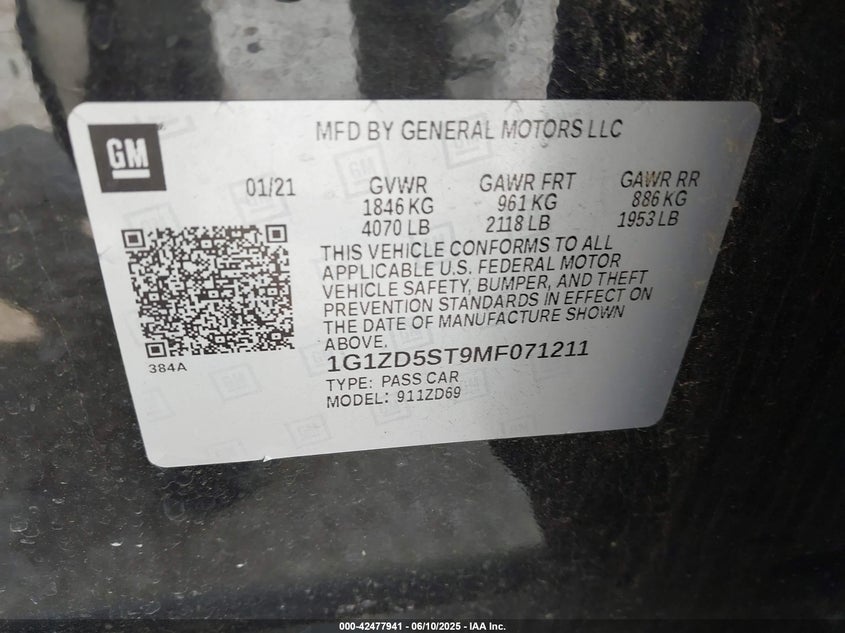 GM
MFD BY GENERAL MOTORS LLC
01/21 GVWR GAWR FRT GAWR RR
1846 KG 961 KG 886 KG
4070 LB 2118 LB 1953 LB
THIS VEHICLE CONFORMS TO ALL
APPLICABLE U.S. FEDERAL MOTOR
VEHICLE SAFETY, BUMPER, AND THEFT
PREVENTION STANDARDS IN EFFECT ON
THE DATE OF MANUFACTURE SHOWN
ABOVE.
384A
1G1ZD5ST9MF071211
TYPE: PASS CAR
MODEL: 911ZD69
000-42477941 - 06/10/2025 - IAA Inc.